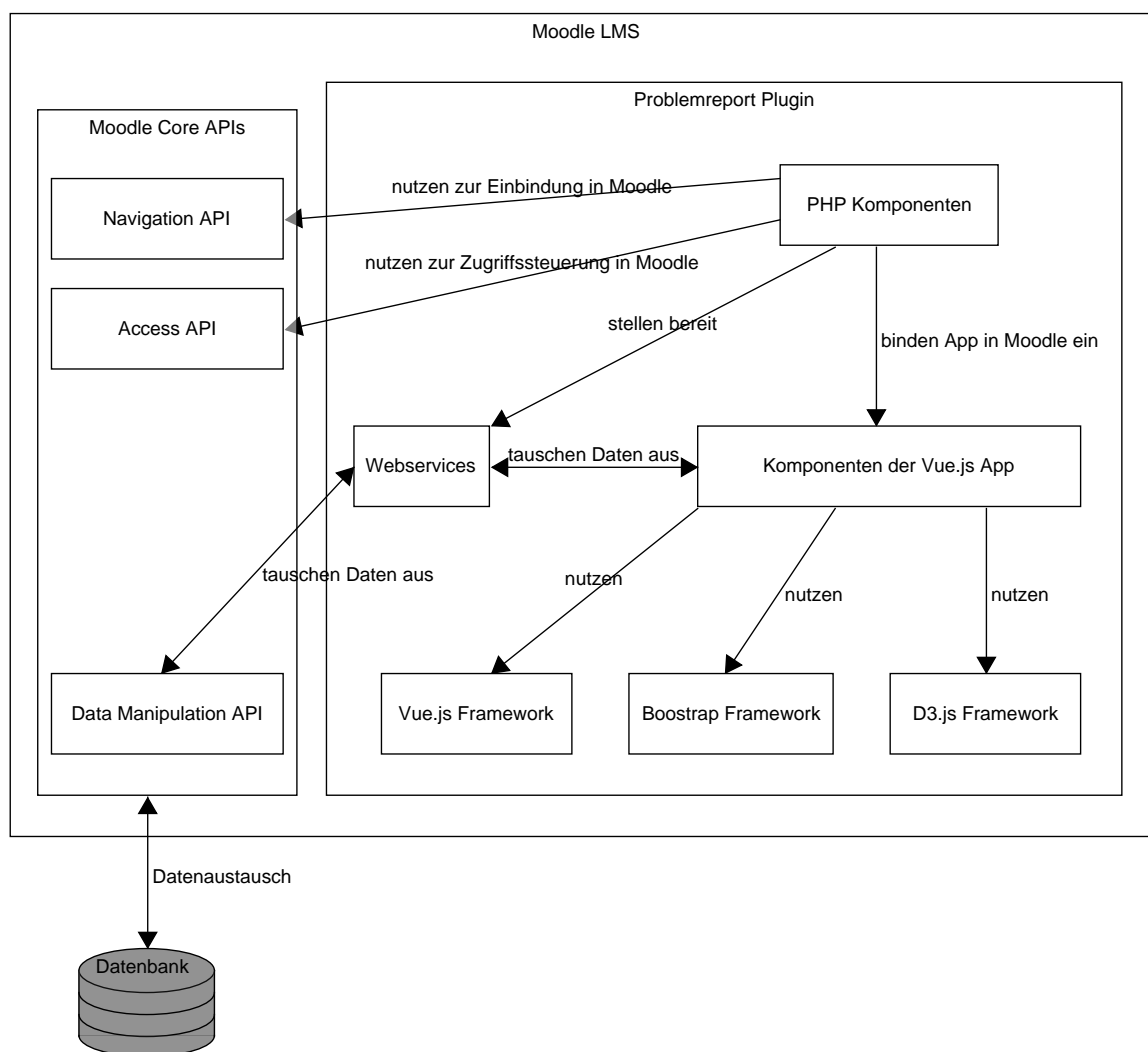 Moodle LMS
Problemreport Plugin
Moodle Core APIs
nutzen zur Einbindung in Moodle
PHP Komponenten
Navigation API
nutzen zur Zugriffssteuerung in Moodle
Access API
stellen bereit
binden App in Moodle ein
Webservices
tauschen Daten aus
Komponenten der Vue.js App
tauschen Daten aus
nutzen
nutzen
nutzen
Data Manipulation API
Vue.js Framework
Boostrap Framework
D3.js Framework
Datenaustausch
Datenbank